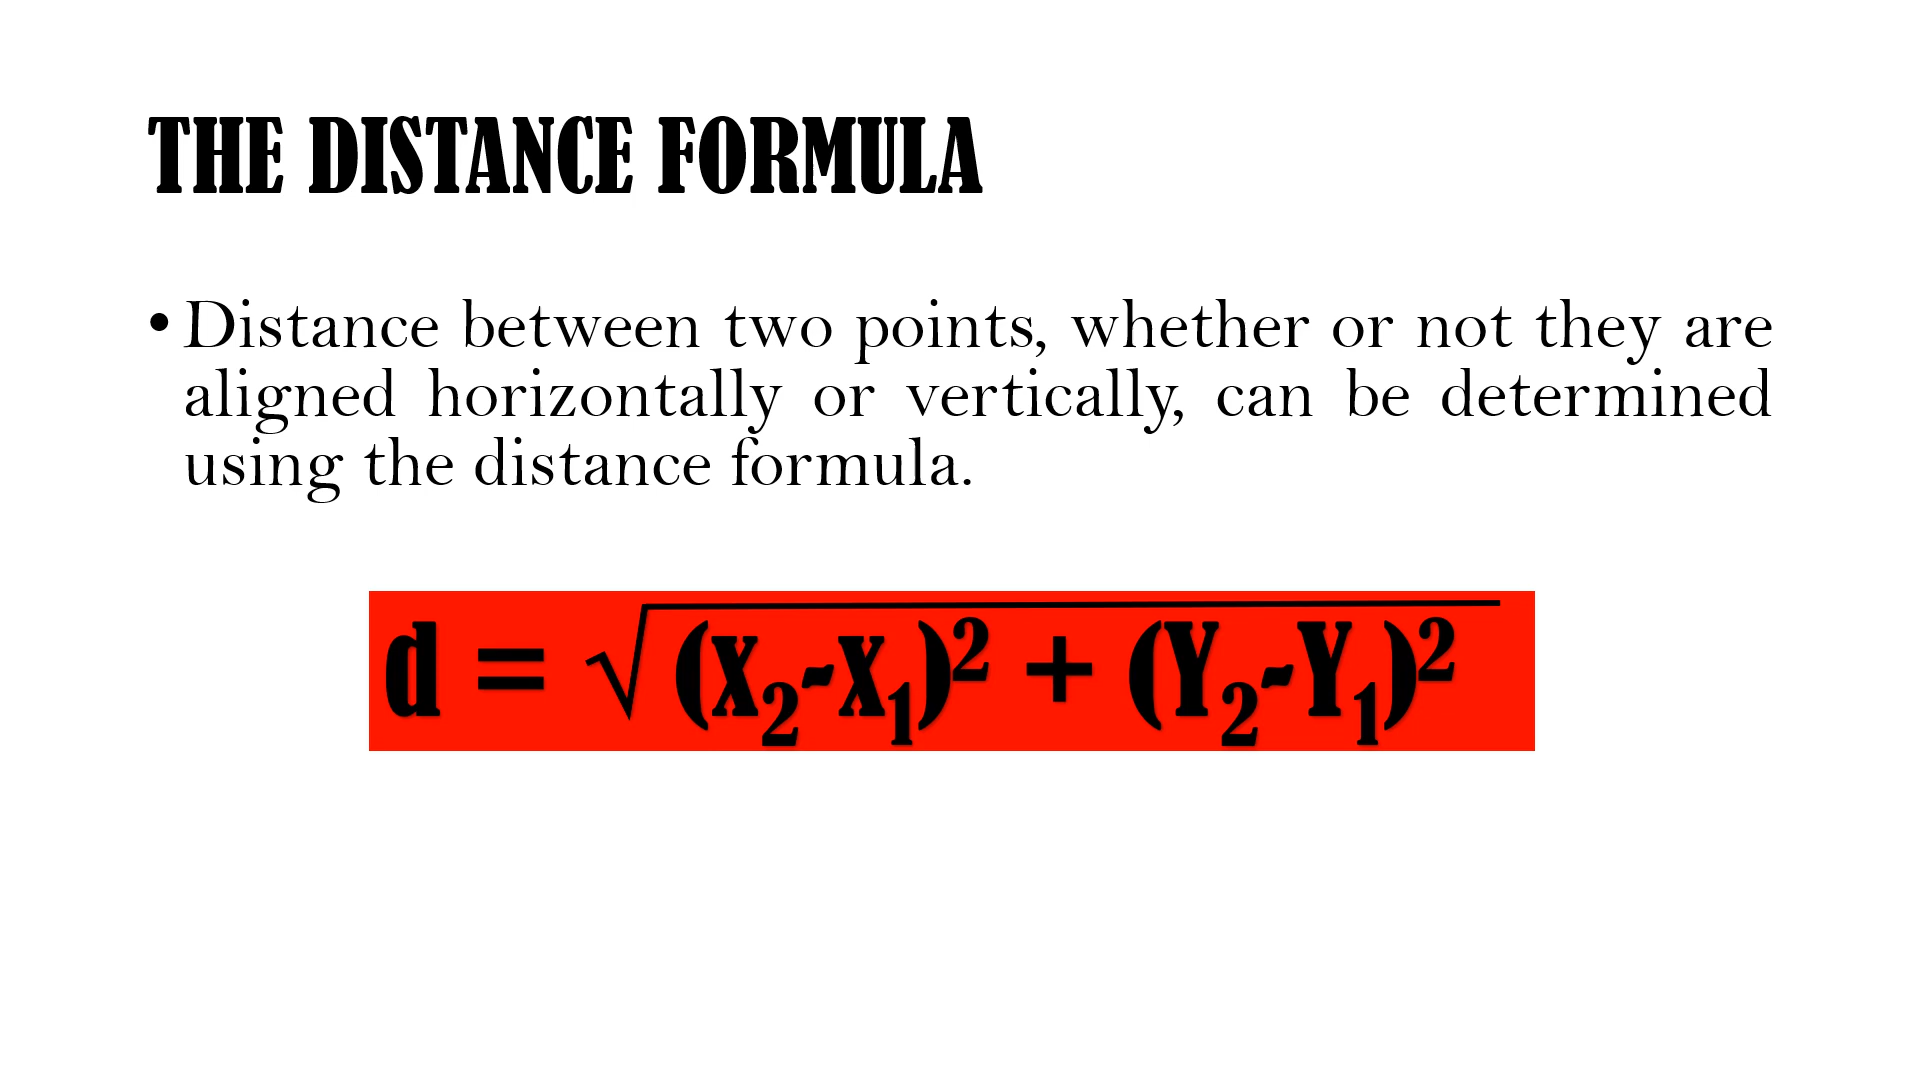 THE DISTANCE FORMULA
• Distance between two points, whether or not they are
aligned horizontally or vertically, can be determined
using the distance formula.
d = √(x₂-x₁)² + (Y₂-Y₁)²